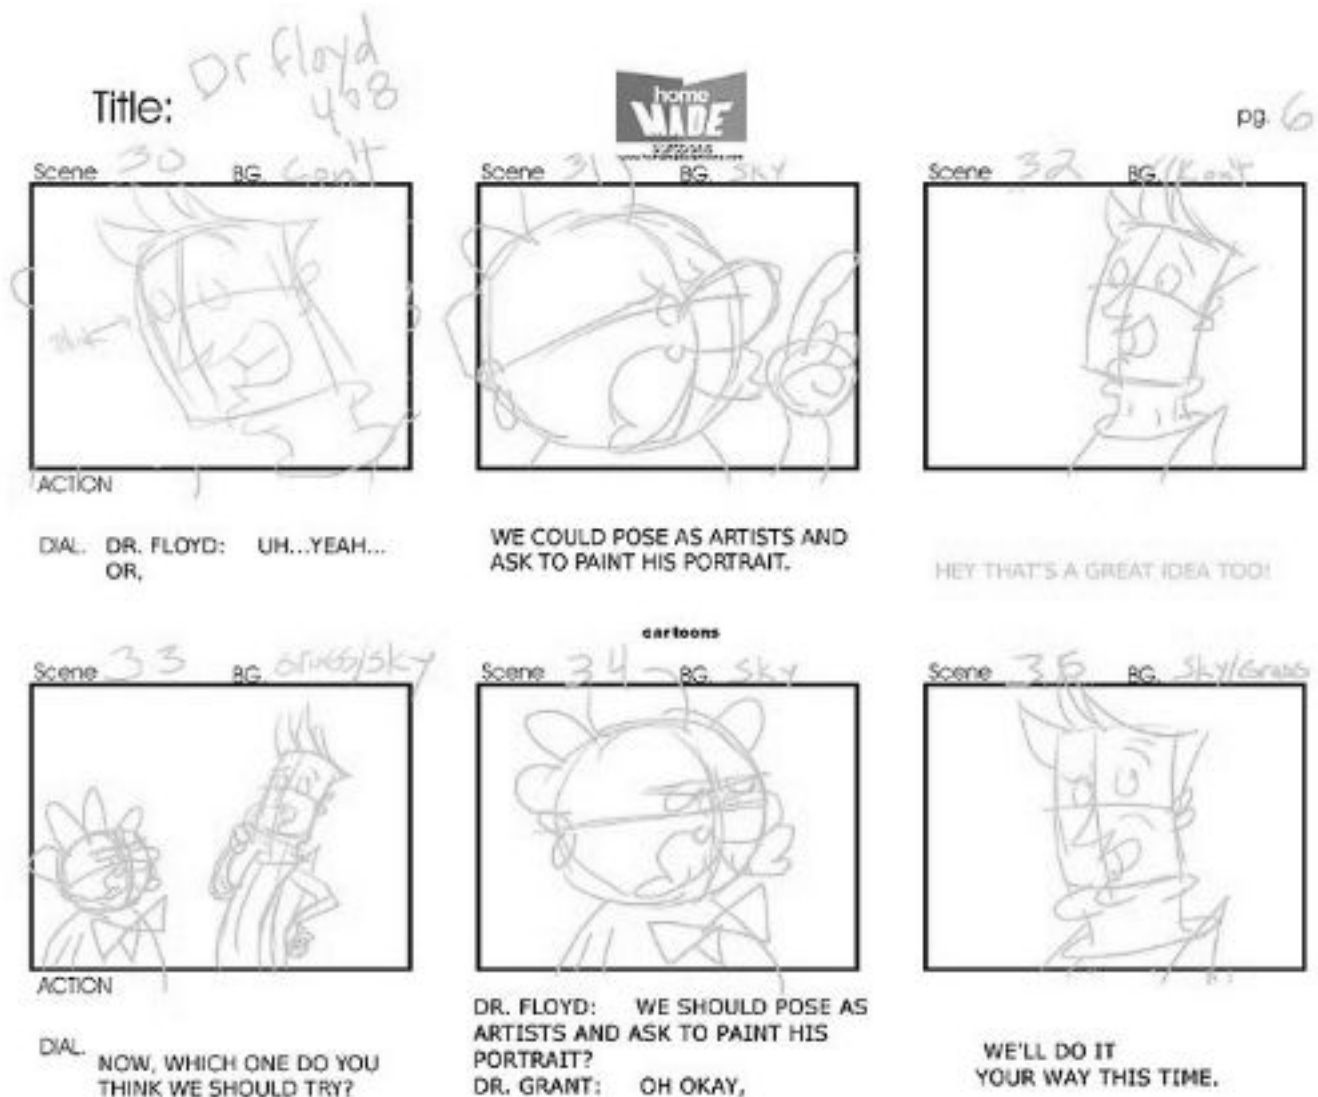 Dr Floyd
408
Title:
home
MADE
pg. 6
Scene 30 BG. Con't
Scene 31 BG. Sky
Scene 32 BG. Kon't
ACTION
DIAL. DR. FLOYD: UH...YEAH...
OR,
WE COULD POSE AS ARTISTS AND
ASK TO PAINT HIS PORTRAIT.
HEY THAT'S A GREAT IDEA TOO!
cartoons
Scene 33 BG. Grass/Sky
Scene 34 BG. Sky
Scene 35 BG. Sky/Grass
ACTION
DIAL. NOW, WHICH ONE DO YOU
THINK WE SHOULD TRY?
DR. FLOYD: WE SHOULD POSE AS
ARTISTS AND ASK TO PAINT HIS
PORTRAIT?
DR. GRANT: OH OKAY,
WE'LL DO IT
YOUR WAY THIS TIME.